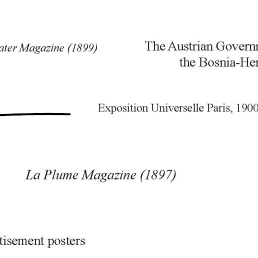 ater Magazine (1899)
The Austrian Governm
the Bosnia-Her
Exposition Universelle Paris, 1900
La Plume Magazine (1897)
tisement posters